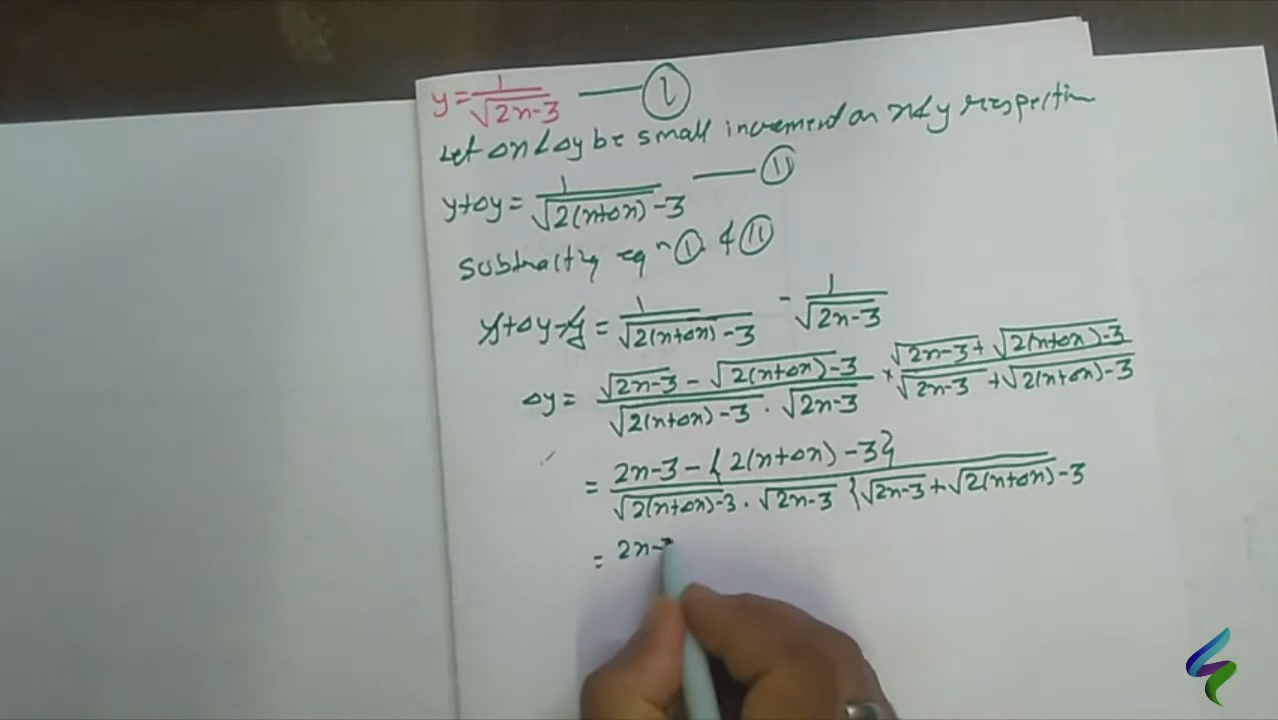 y = 1/√(2x-3) —— (i)
Let Δx & Δy be small increment on x & y respective
y+Δy = 1/√(2(x+Δx)-3) —— (ii)
Subtracting eqn (i) & (ii)
y+Δy-y = 1/√(2(x+Δx)-3) - 1/√(2x-3)
Δy = (√(2x-3) - √(2(x+Δx)-3))/(√(2(x+Δx)-3) · √(2x-3)) × (√(2x-3) + √(2(x+Δx)-3))/(√(2x-3) + √(2(x+Δx)-3))
= (2x-3-{2(x+Δx)-3})/(√(2(x+Δx)-3) · √(2x-3) {√(2x-3) + √(2(x+Δx)-3)
= 2x-3